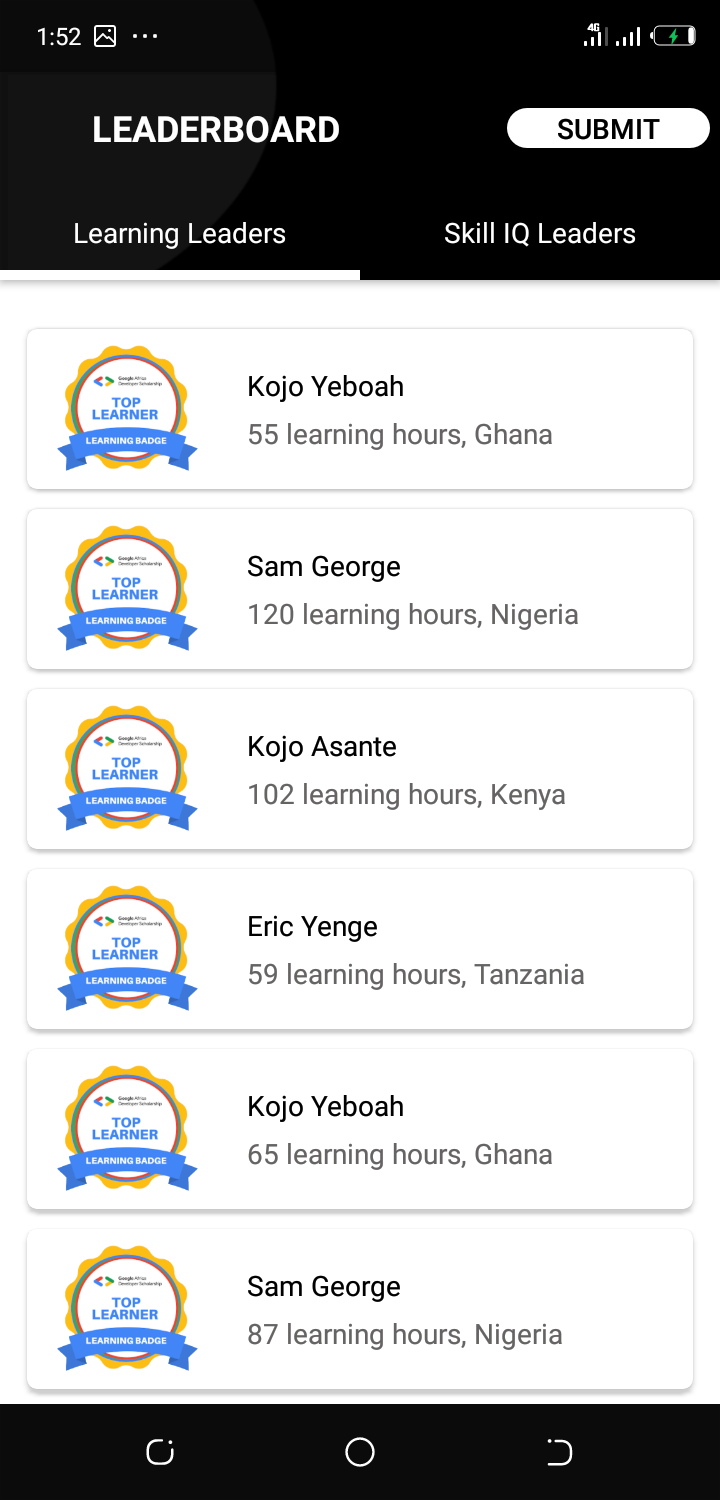 1:52
4G
LEADERBOARD
SUBMIT
Learning Leaders
Skill IQ Leaders
Google Africa
Developer Scholarship
TOP
LEARNER
LEARNING BADGE
Kojo Yeboah
55 learning hours, Ghana
Google Africa
Developer Scholarship
TOP
LEARNER
LEARNING BADGE
Sam George
120 learning hours, Nigeria
Google Africa
Developer Scholarship
TOP
LEARNER
LEARNING BADGE
Kojo Asante
102 learning hours, Kenya
Google Africa
Developer Scholarship
TOP
LEARNER
LEARNING BADGE
Eric Yenge
59 learning hours, Tanzania
Google Africa
Developer Scholarship
TOP
LEARNER
LEARNING BADGE
Kojo Yeboah
65 learning hours, Ghana
Google Africa
Developer Scholarship
TOP
LEARNER
LEARNING BADGE
Sam George
87 learning hours, Nigeria